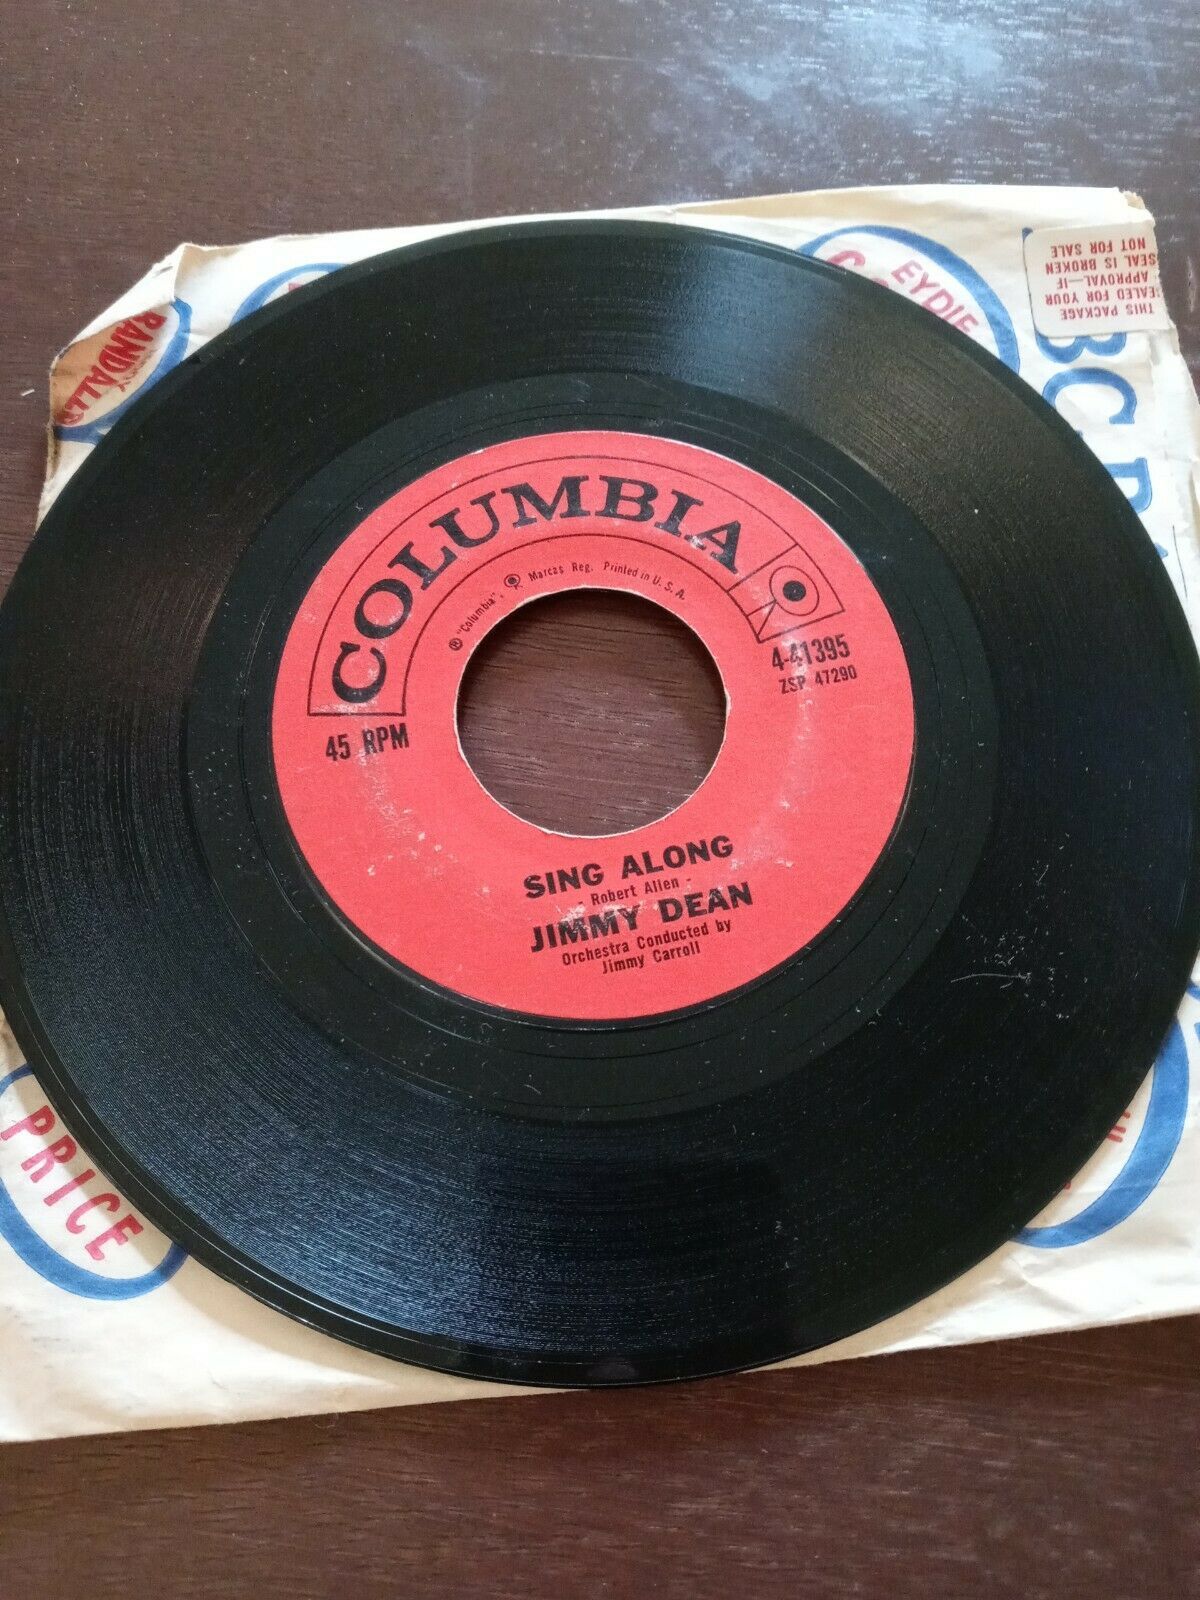 COLUMBIA
® "Columbia", Marcas Reg. Printed in U. S. A.
45 RPM
4-41395
ZSP 47290
SING ALONG
- Robert Allen -
JIMMY DEAN
Orchestra Conducted by
Jimmy Carroll
EYDIE
THIS PACKAGE
SEALED FOR YOUR
APPROVAL—IF
SEAL IS BROKEN
NOT FOR SALE
PRICE